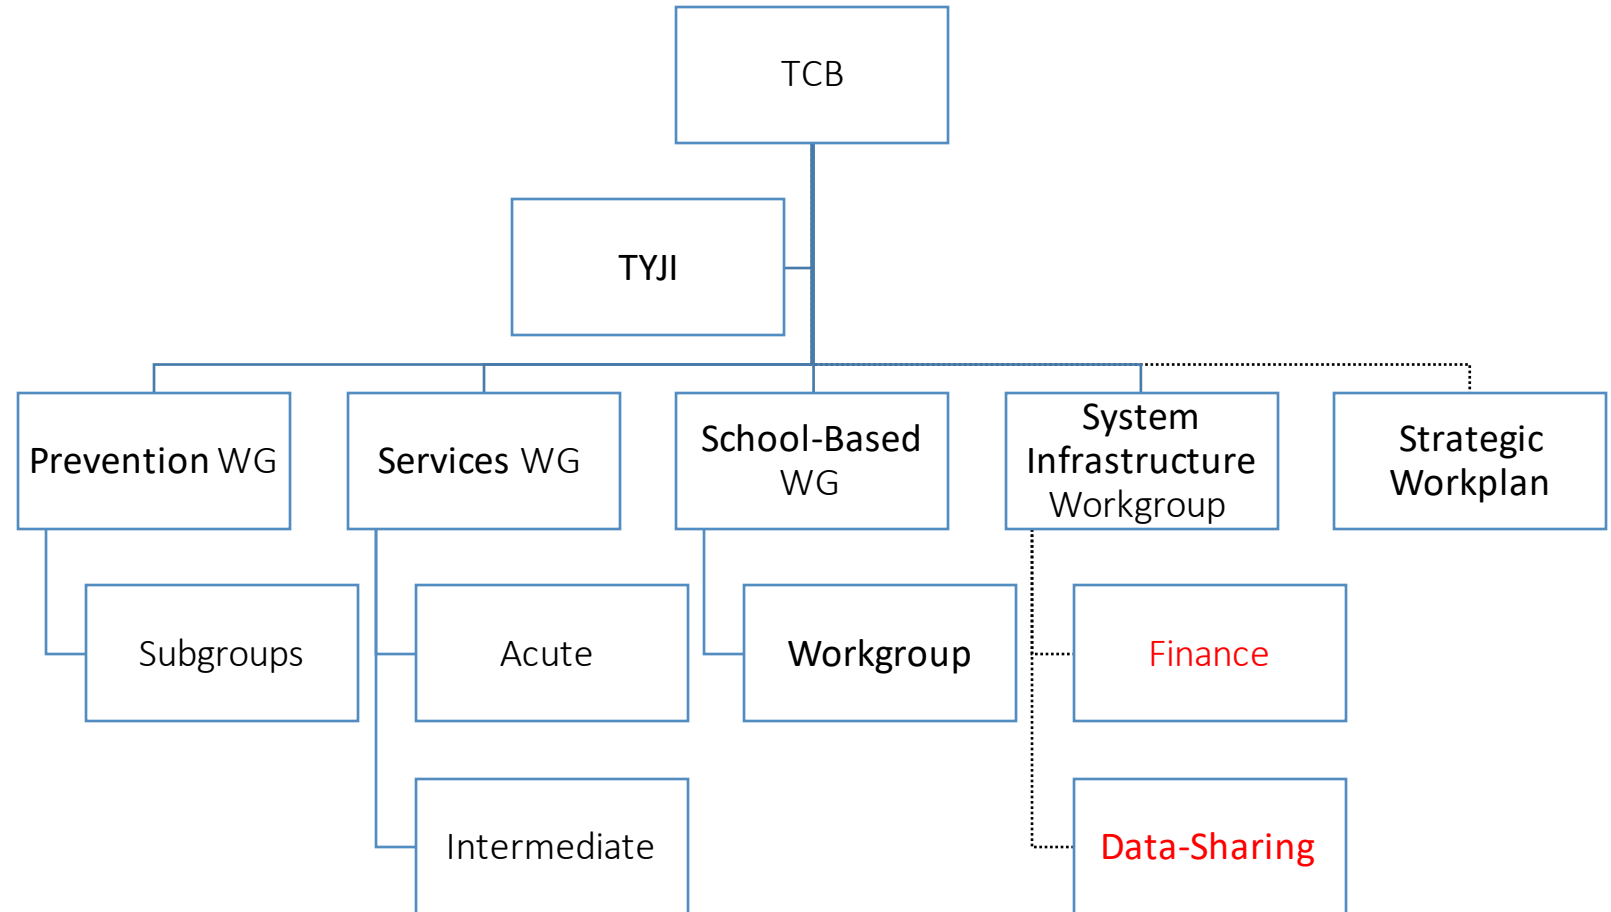 TCB
TYJI
Prevention WG
Services WG
School-Based
WG
System
Infrastructure
Workgroup
Strategic
Workplan
Subgroups
Acute
Workgroup
Finance
Intermediate
Data-Sharing